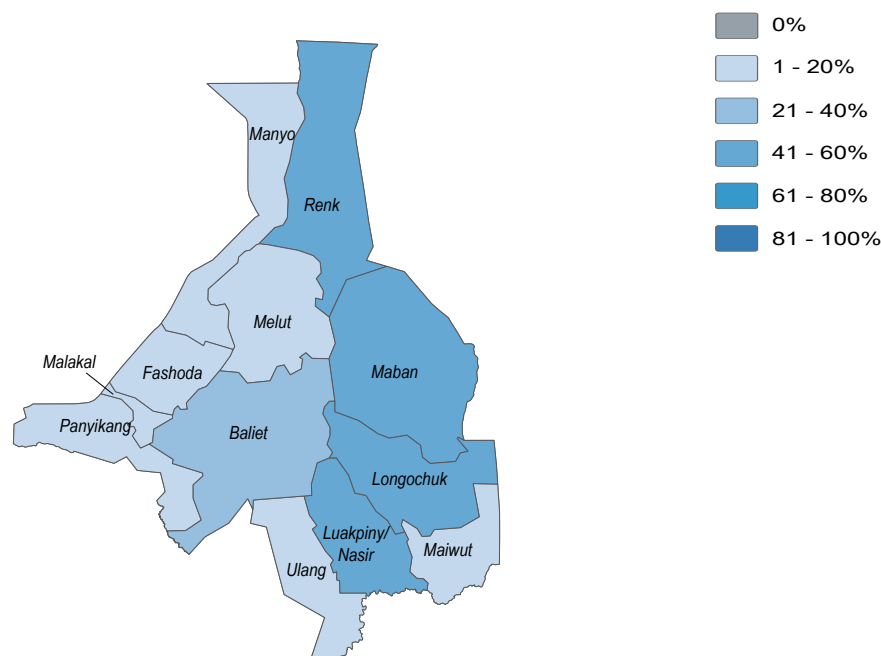 0%
1 - 20%
21 - 40%
41 - 60%
61 - 80%
81 - 100%
Manyo
Renk
Melut
Malakal
Fashoda
Maban
Panyikang
Baliet
Longochuk
Luakpiny/
Nasir
Maiwut
Ulang